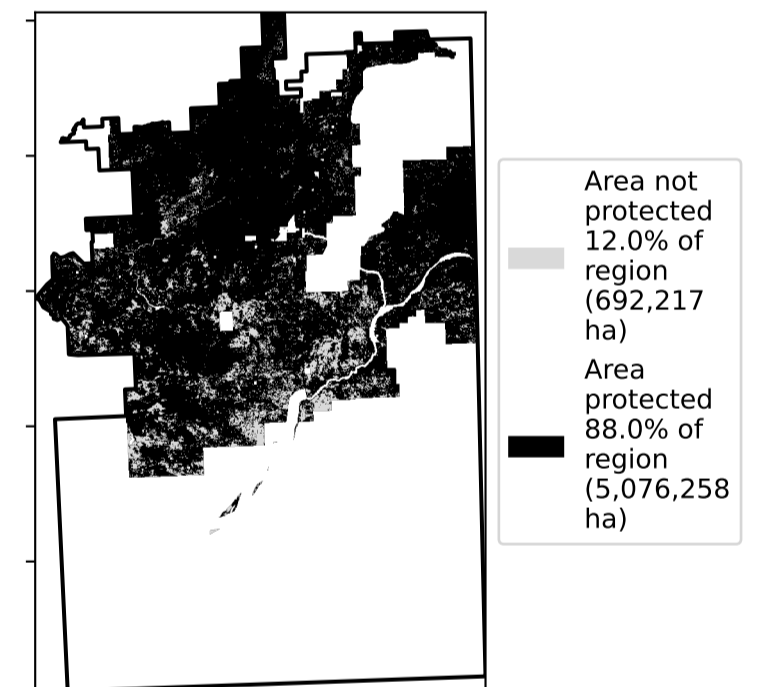 Area not
protected
12.0% of
region
(692,217
ha)
Area
protected
88.0% of
region
(5,076,258
ha)